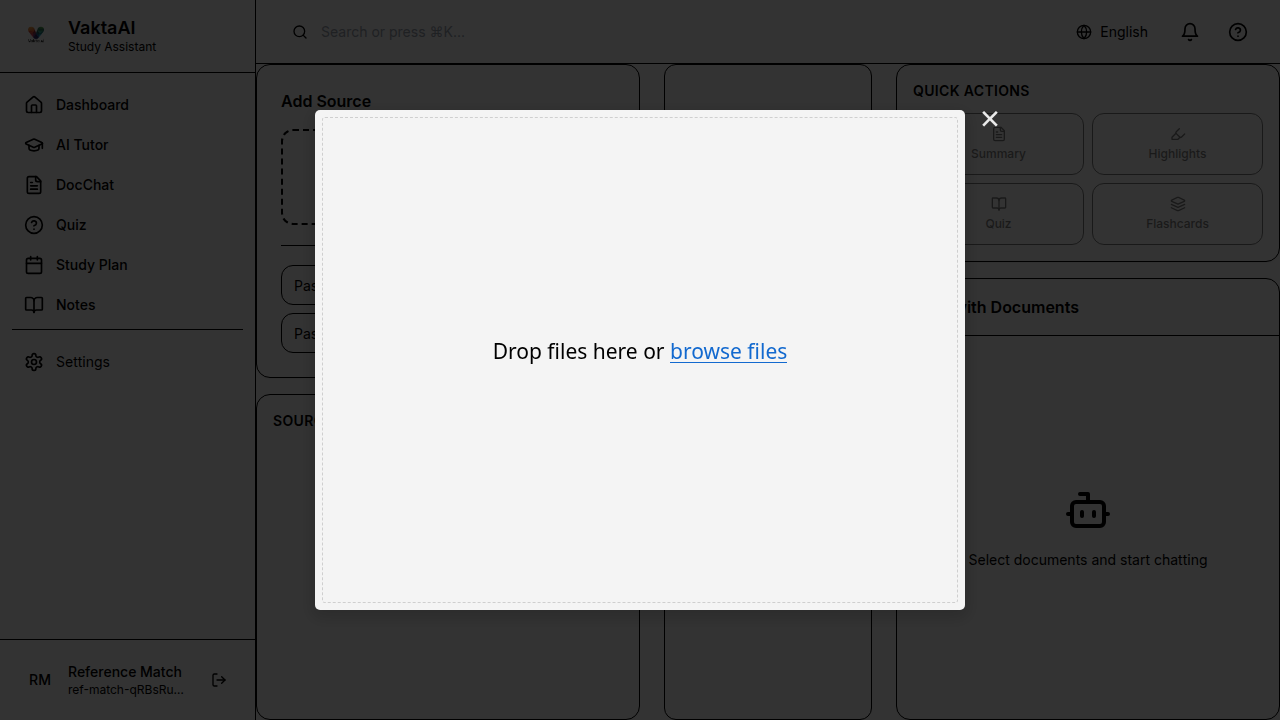 VaktaAI
Study Assistant
Dashboard
AI Tutor
DocChat
Quiz
Study Plan
Notes
Settings
Reference Match
ref-match-qRBsRu...
Search or press ⌘K...
English
Add Source
Pas
Pas
SOUR
Drop files here or browse files
×
QUICK ACTIONS
Summary
Highlights
Quiz
Flashcards
ith Documents
Select documents and start chatting
RM